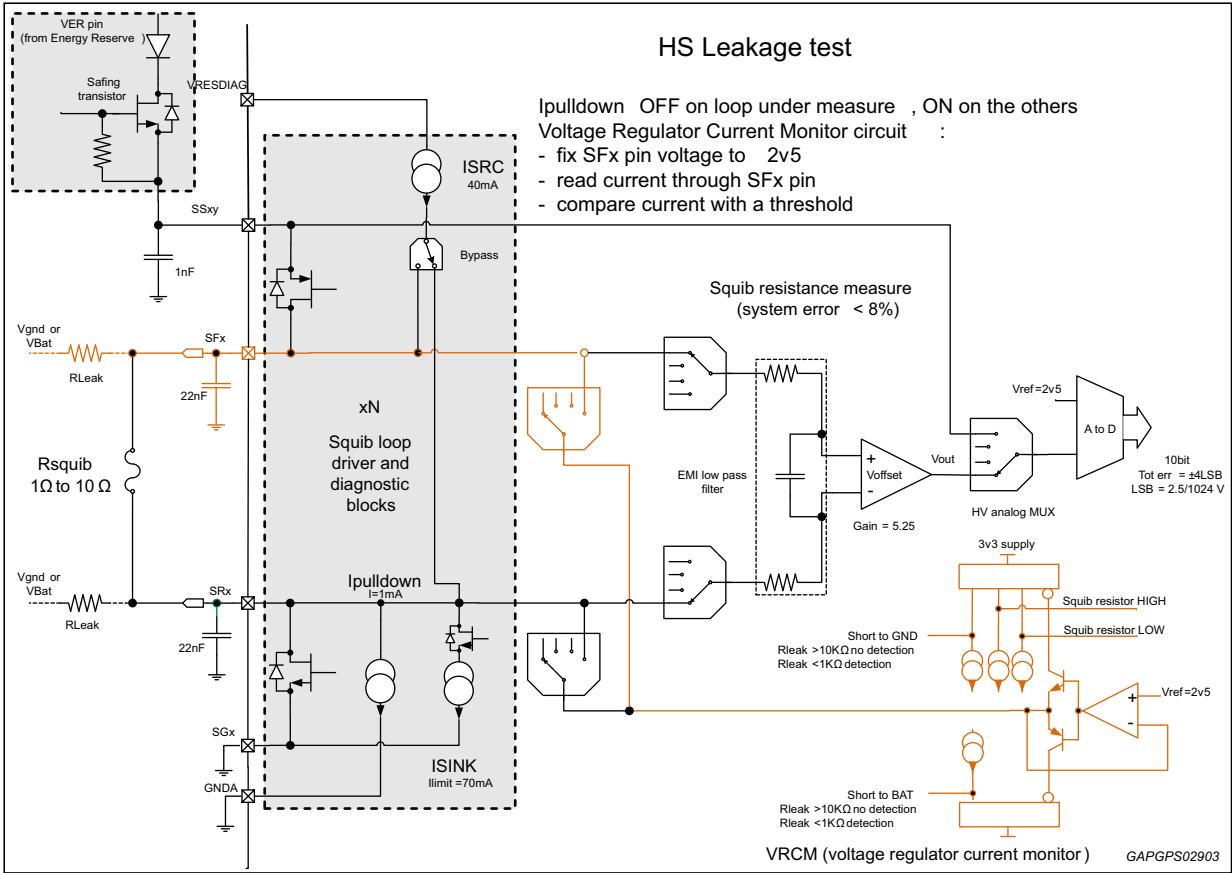 VER pin
(from Energy Reserve )
HS Leakage test
Safing
transistor
VRESDIAG
Ipulldown OFF on loop under measure , ON on the others
Voltage Regulator Current Monitor circuit :
- fix SFx pin voltage to 2v5
- read current through SFx pin
- compare current with a threshold
ISRC
40mA
SSxy
1nF
Bypass
Squib resistance measure
(system error < 8%)
Vgnd or
VBat
SFx
RLeak
22nF
xN
Squib loop
driver and
diagnostic
blocks
Rsquib
1Ω to 10 Ω
Vref=2v5
A to D
10bit
Tot err = ±4LSB
LSB = 2.5/1024 V
+
Voffset
-
Vout
EMI low pass
filter
Gain = 5.25
HV analog MUX
3v3 supply
Vgnd or
VBat
SRx
RLeak
22nF
Ipulldown
I=1mA
Squib resistor HIGH
Squib resistor LOW
Short to GND
Rleak >10KΩ no detection
Rleak <1KΩ detection
+
-
Vref=2v5
SGx
GNDA
ISINK
Ilimit =70mA
Short to BAT
Rleak >10KΩ no detection
Rleak <1KΩ detection
VRCM (voltage regulator current monitor )
GAPGPS02903